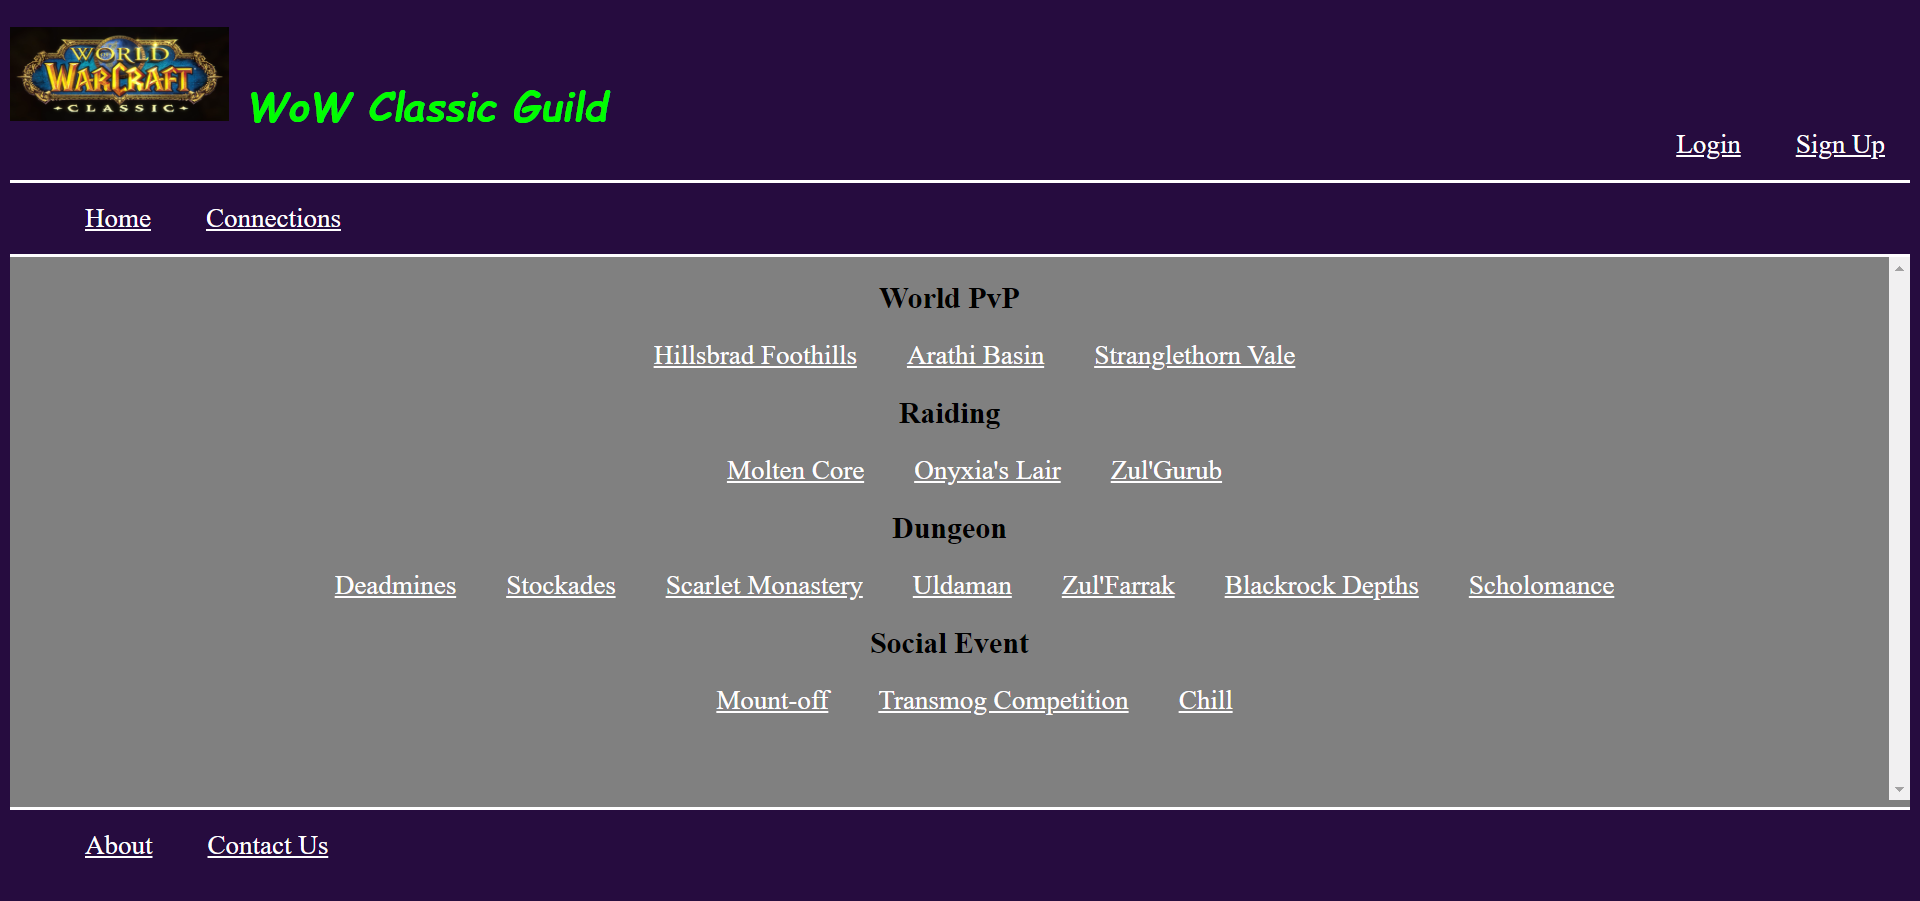 WORLD
WARCRAFT
CLASSIC
WoW Classic Guild
Login Sign Up
Home Connections
World PvP
Hillsbrad Foothills Arathi Basin Stranglethorn Vale
Raiding
Molten Core Onyxia's Lair Zul'Gurub
Dungeon
Deadmines Stockades Scarlet Monastery Uldaman Zul'Farrak Blackrock Depths Scholomance
Social Event
Mount-off Transmog Competition Chill
About Contact Us